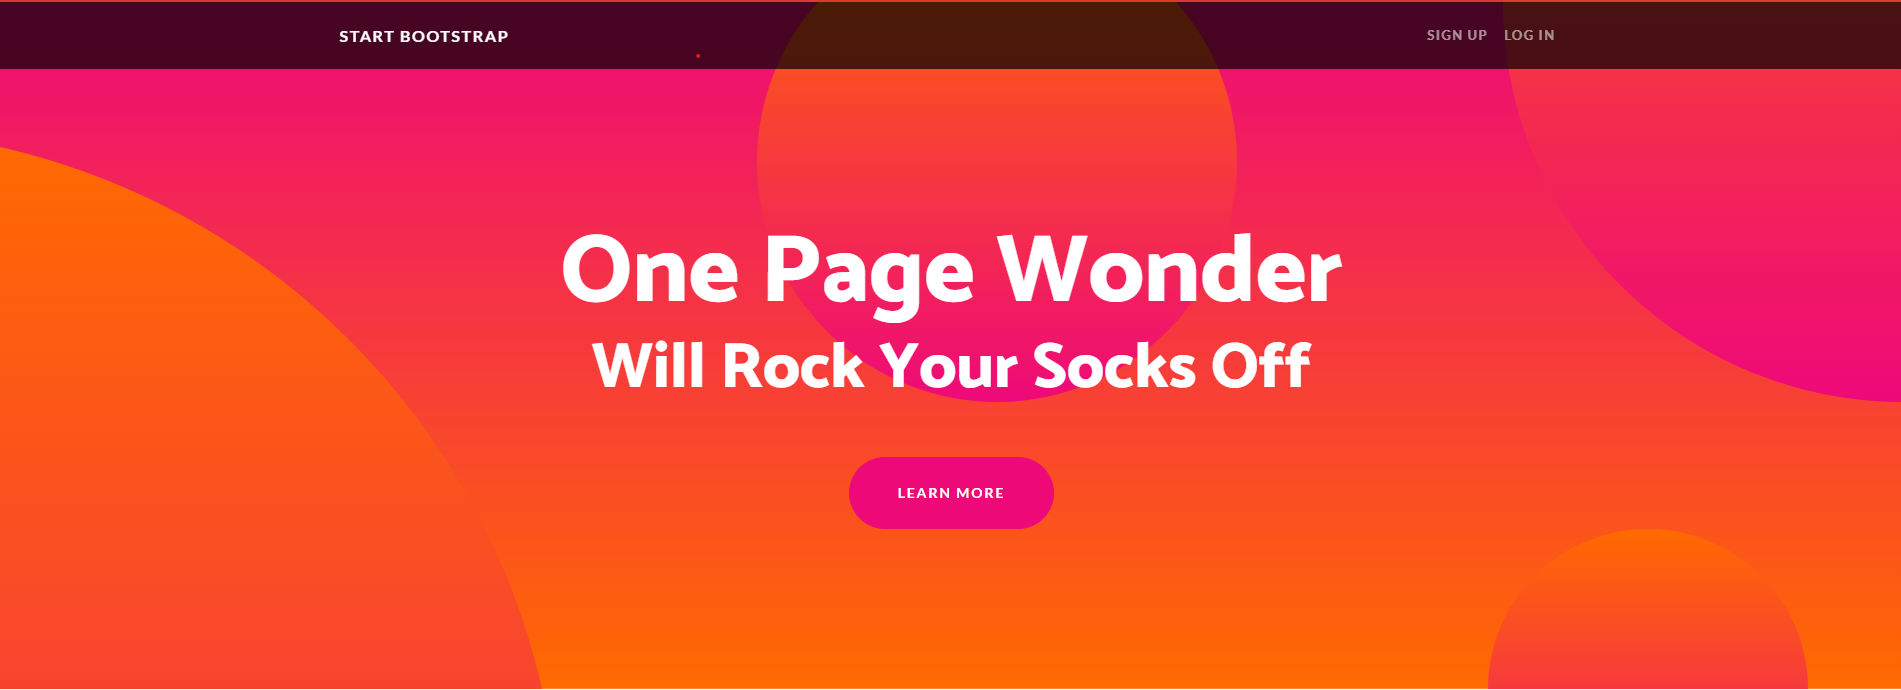 START BOOTSTRAP
SIGN UP LOG IN
One Page Wonder
Will Rock Your Socks Off
LEARN MORE